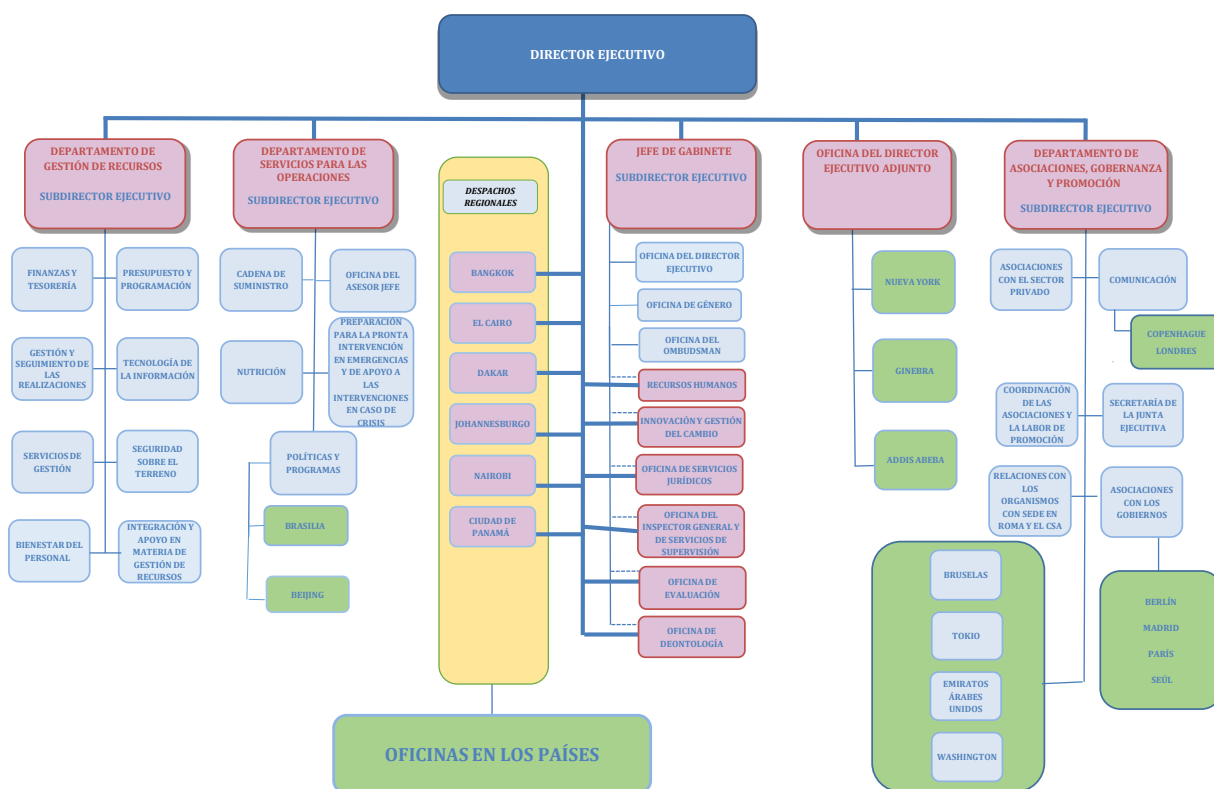 DIRECTOR EJECUTIVO
DEPARTAMENTO DE
GESTIÓN DE RECURSOS
SUBDIRECTOR EJECUTIVO
DEPARTAMENTO DE
SERVICIOS PARA LAS
OPERACIONES
SUBDIRECTOR EJECUTIVO
JEFE DE GABINETE
SUBDIRECTOR EJECUTIVO
OFICINA DEL DIRECTOR
EJECUTIVO ADJUNTO
DEPARTAMENTO DE
ASOCIACIONES, GOBERNANZA
Y PROMOCIÓN
SUBDIRECTOR EJECUTIVO
FINANZAS Y
TESORERÍA
PRESUPUESTO Y
PROGRAMACIÓN
GESTIÓN Y
SEGUIMIENTO DE
LAS
REALIZACIONES
TECNOLOGÍA DE
LA INFORMACIÓN
SERVICIOS DE
GESTIÓN
SEGURIDAD
SOBRE EL
TERRENO
BIENESTAR DEL
PERSONAL
INTEGRACIÓN Y
APOYO EN
MATERIA DE
GESTIÓN DE
RECURSOS
CADENA DE
SUMINISTRO
OFICINA DEL
ASESOR JEFE
NUTRICIÓN
PREPARACIÓN
PARA LA PRONTA
INTERVENCIÓN
EN EMERGENCIAS
Y DE APOYO A
LAS
INTERVENCIONES
EN CASO DE
CRISIS
POLÍTICAS Y
PROGRAMAS
BRASILIA
BEIJING
DESPACHOS
REGIONALES
BANGKOK
EL CAIRO
DAKAR
JOHANNESBURGO
NAIROBI
CIUDAD DE
PANAMÁ
OFICINAS EN LOS PAÍSES
OFICINA DEL DIRECTOR
EJECUTIVO
OFICINA DE GÉNERO
OFICINA DEL
OMBUDSMAN
RECURSOS HUMANOS
INNOVACIÓN Y GESTIÓN
DEL CAMBIO
OFICINA DE SERVICIOS
JURÍDICOS
OFICINA DEL
INSPECTOR GENERAL Y
DE SERVICIOS DE
SUPERVISIÓN
OFICINA DE
EVALUACIÓN
OFICINA DE
DEONTOLOGÍA
NUEVA YORK
GINEBRA
ADDIS ABEBA
ASOCIACIONES
CON EL SECTOR
PRIVADO
COMUNICACIÓN
COPENHAGUE
LONDRES
COORDINACIÓN
DE LAS
ASOCIACIONES Y
LA LABOR DE
PROMOCIÓN
SECRETARÍA DE
LA JUNTA
EJECUTIVA
RELACIONES CON
LOS
ORGANISMOS
CON SEDE EN
ROMA Y EL CSA
ASOCIACIONES
CON LOS
GOBIERNOS
BRUSELAS
TOKIO
EMIRATOS
ÁRABES
UNIDOS
WASHINGTON
BERLÍN
MADRID
PARÍS
SEÚL